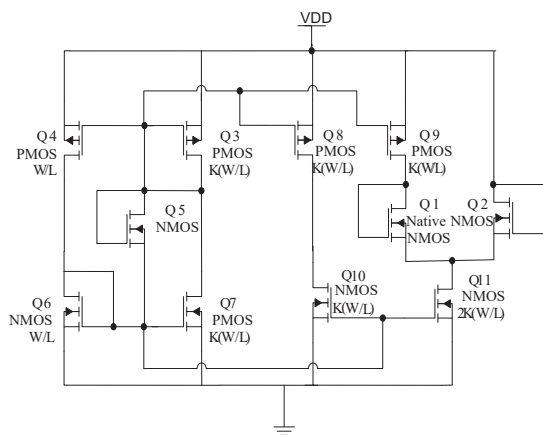 VDD
Q4
PMOS
W/L
Q3
PMOS
K(W/L)
Q8
PMOS
K(W/L)
Q9
PMOS
K(WL)
Q5
NMOS
Q1
Native
NMOS
Q2
NMOS
Q6
NMOS
W/L
Q7
PMOS
K(W/L)
Q10
NMOS
K(W/L)
Q11
NMOS
2K(W/L)